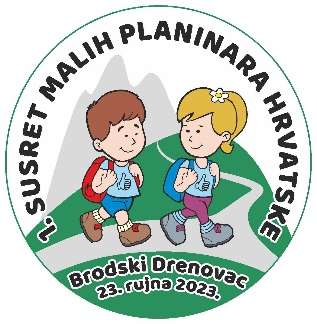 1. SUSRET MALIH PLANINARA HRVATSKE
Brodski Drenovac
23. rujna 2023.